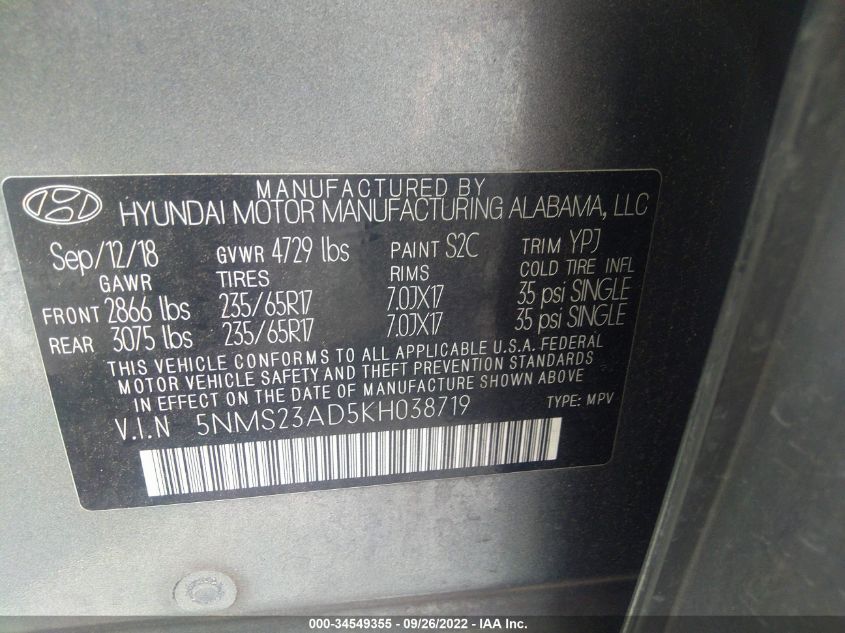 MANUFACTURED BY
HYUNDAI MOTOR MANUFACTURING ALABAMA, LLC
Sep/12/18 GVWR 4729 lbs PAINT S2C TRIM YPJ
GAWR TIRES RIMS COLD TIRE INFL
FRONT 2866 lbs 235/65R17 7.0JX17 35 psi SINGLE
REAR 3075 lbs 235/65R17 7.0JX17 35 psi SINGLE
THIS VEHICLE CONFORMS TO ALL APPLICABLE U.S.A. FEDERAL
MOTOR VEHICLE SAFETY AND THEFT PREVENTION STANDARDS
IN EFFECT ON THE DATE OF MANUFACTURE SHOWN ABOVE.
V.I.N 5NMS23AD5KH038719 TYPE: MPV
000-34549355 - 09/26/2022 - IAA Inc.